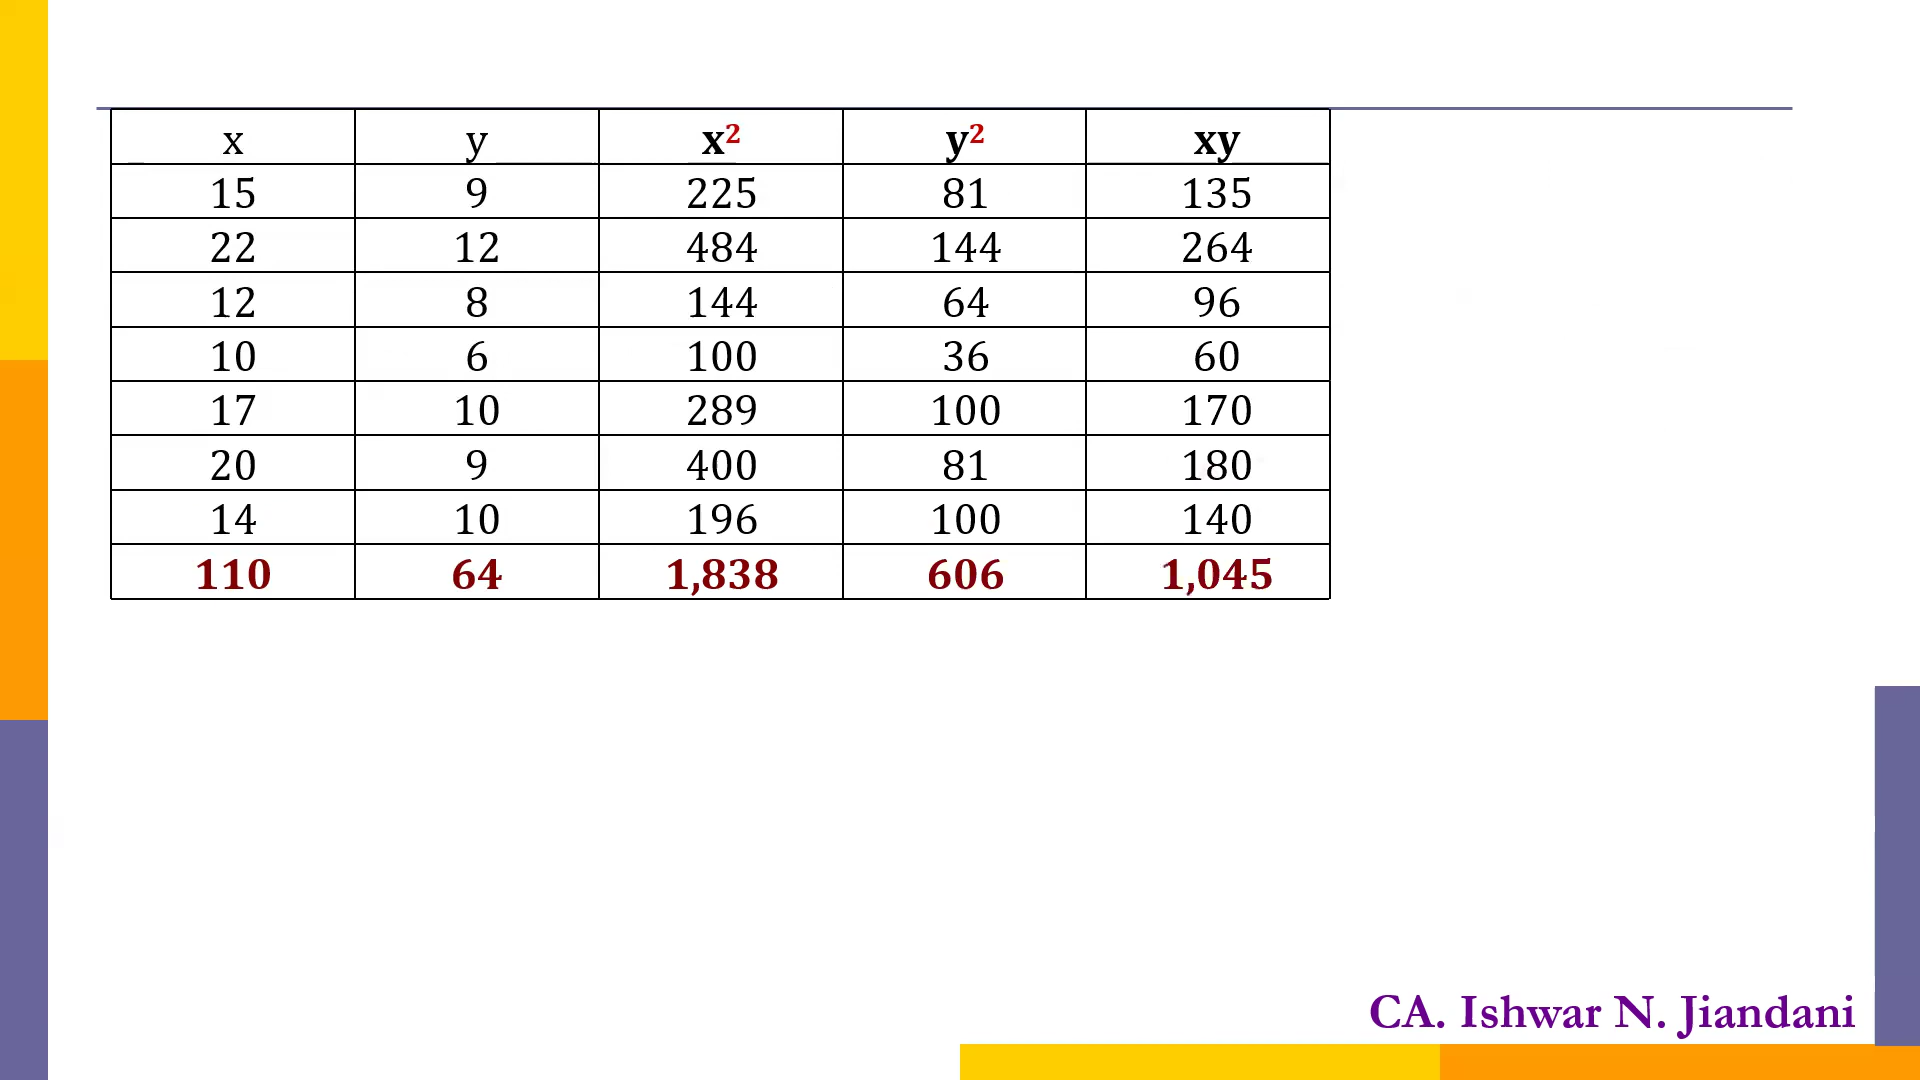 x y x² y² xy
15 9 225 81 135
22 12 484 144 264
12 8 144 64 96
10 6 100 36 60
17 10 289 100 170
20 9 400 81 180
14 10 196 100 140
110 64 1,838 606 1,045
CA. Ishwar N. Jiandani